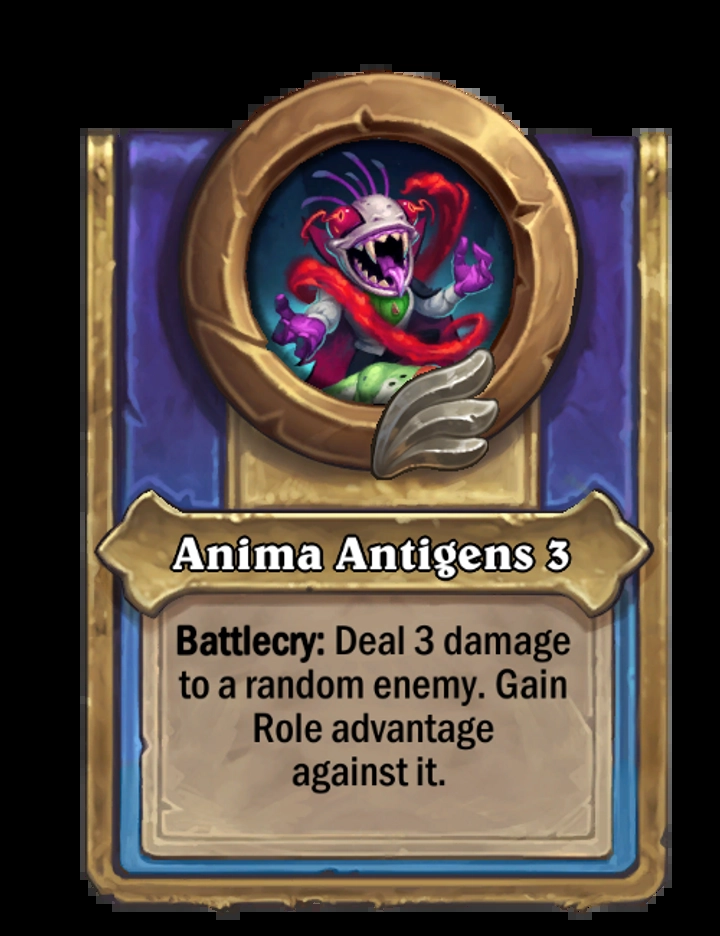 Anima Antigens 3
Battlecry: Deal 3 damage
to a random enemy. Gain
Role advantage
against it.